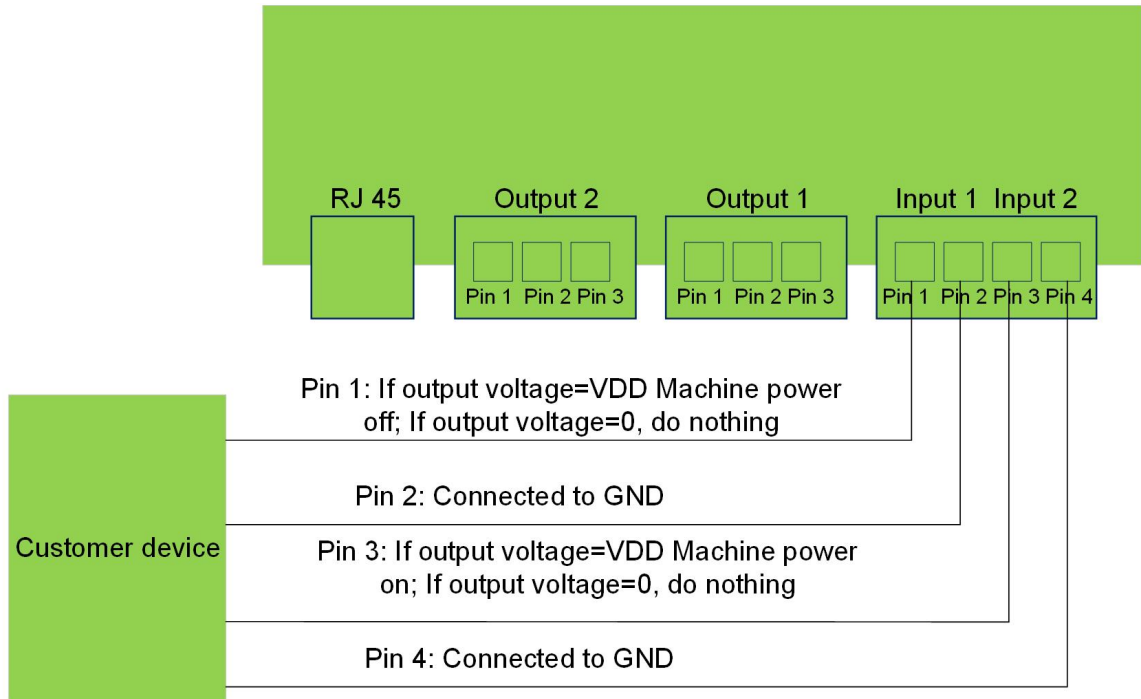 RJ 45
Output 2
Output 1
Input 1 Input 2
Pin 1 Pin 2 Pin 3
Pin 1 Pin 2 Pin 3
Pin 1 Pin 2 Pin 3 Pin 4
Pin 1: If output voltage=VDD Machine power
off; If output voltage=0, do nothing
Pin 2: Connected to GND
Customer device
Pin 3: If output voltage=VDD Machine power
on; If output voltage=0, do nothing
Pin 4: Connected to GND